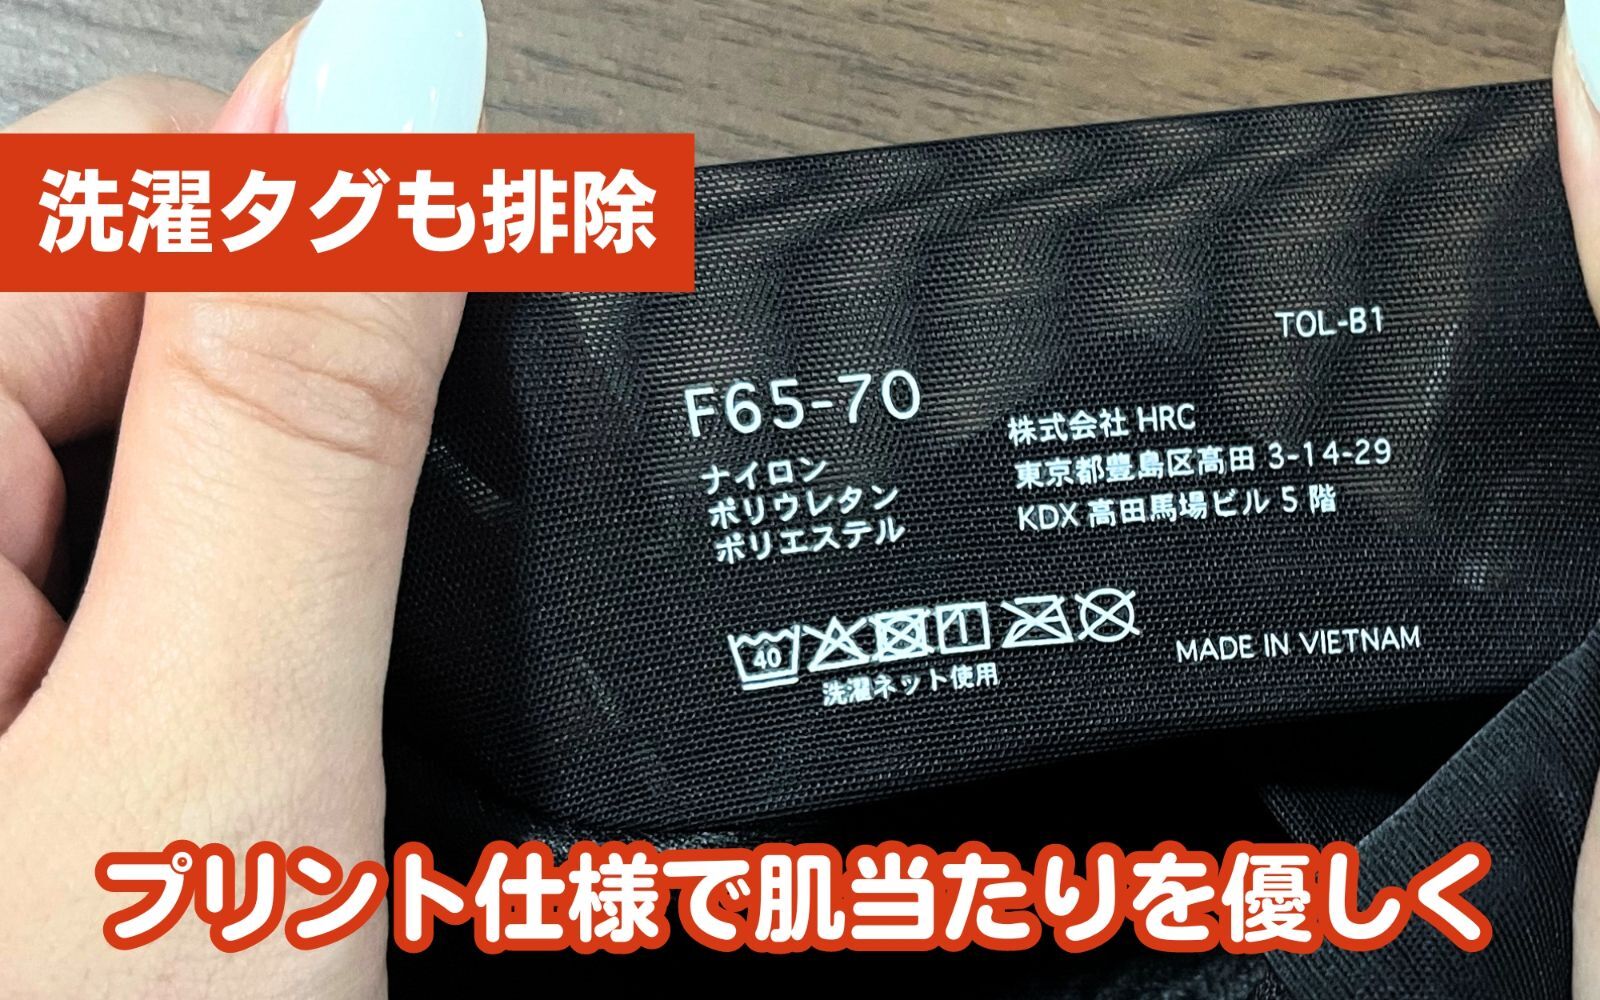 洗濯タグも排除
TOL-B1
F65-70
ナイロン
ポリウレタン
ポリエステル
株式会社 HRC
東京都豊島区高田 3-14-29
KDX 高田馬場ビル 5 階
40
洗濯ネット使用
MADE IN VIETNAM
プリント仕様で肌当たりを優しく